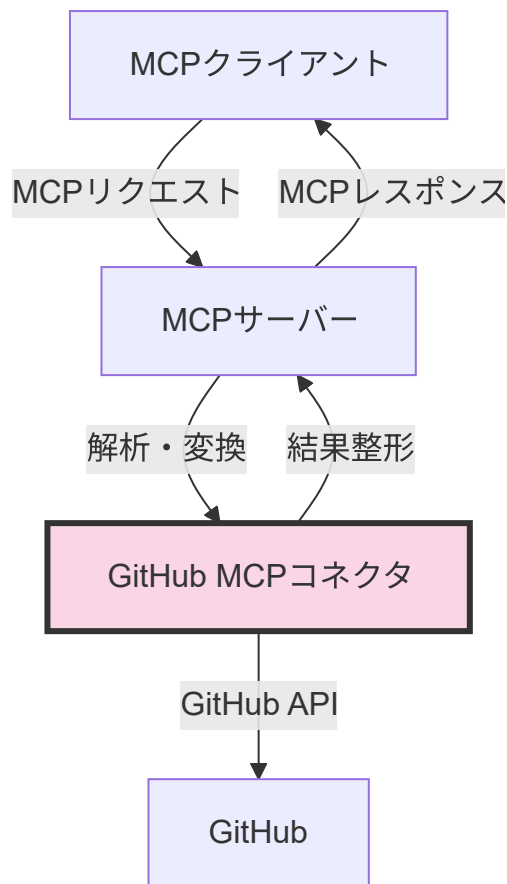 MCPクライアント
MCPリクエスト
MCPレスポンス
MCPサーバー
解析・変換
結果整形
GitHub MCPコネクタ
GitHub API
GitHub